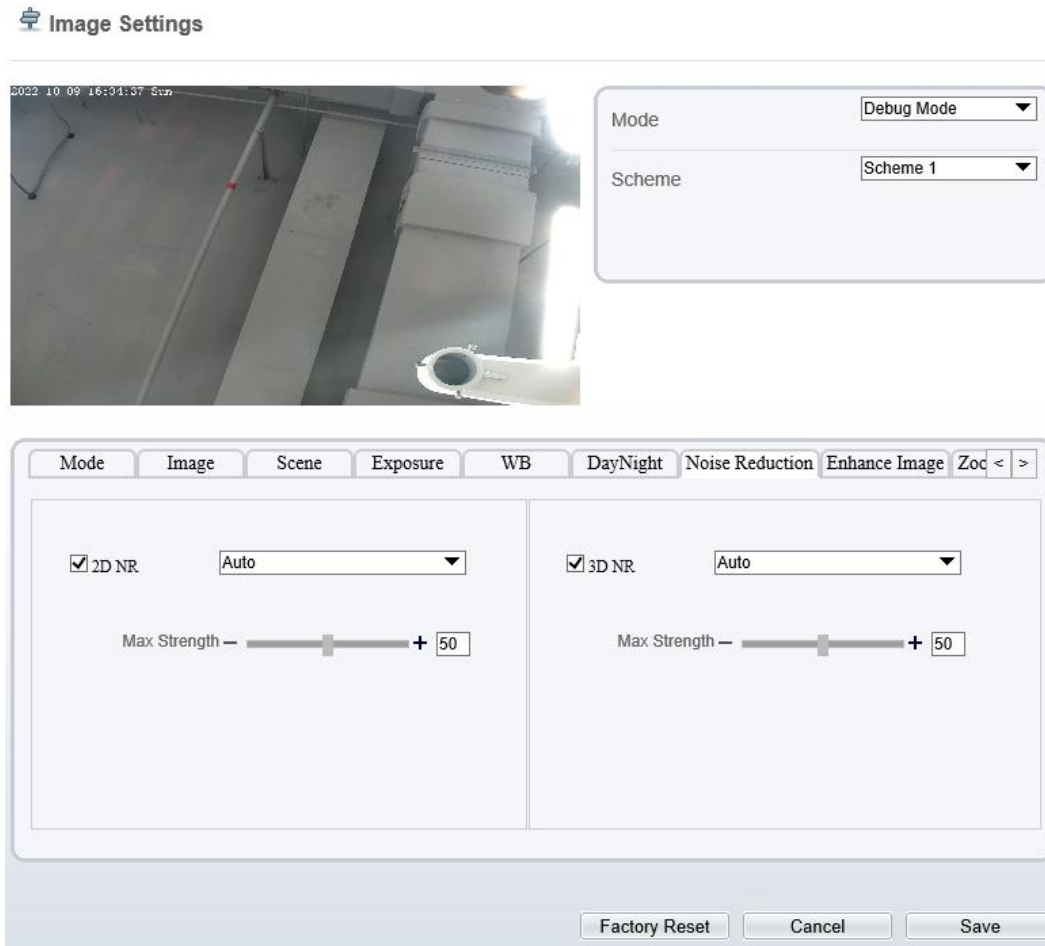 Image Settings
2022 10 09 16:34:37 Sun
Mode
Debug Mode
Scheme
Scheme 1
Mode
Image
Scene
Exposure
WB
DayNight
Noise Reduction
Enhance Image
Zoo
< >
2D NR
Auto
Max Strength
− + 50
3D NR
Auto
Max Strength
− + 50
Factory Reset
Cancel
Save